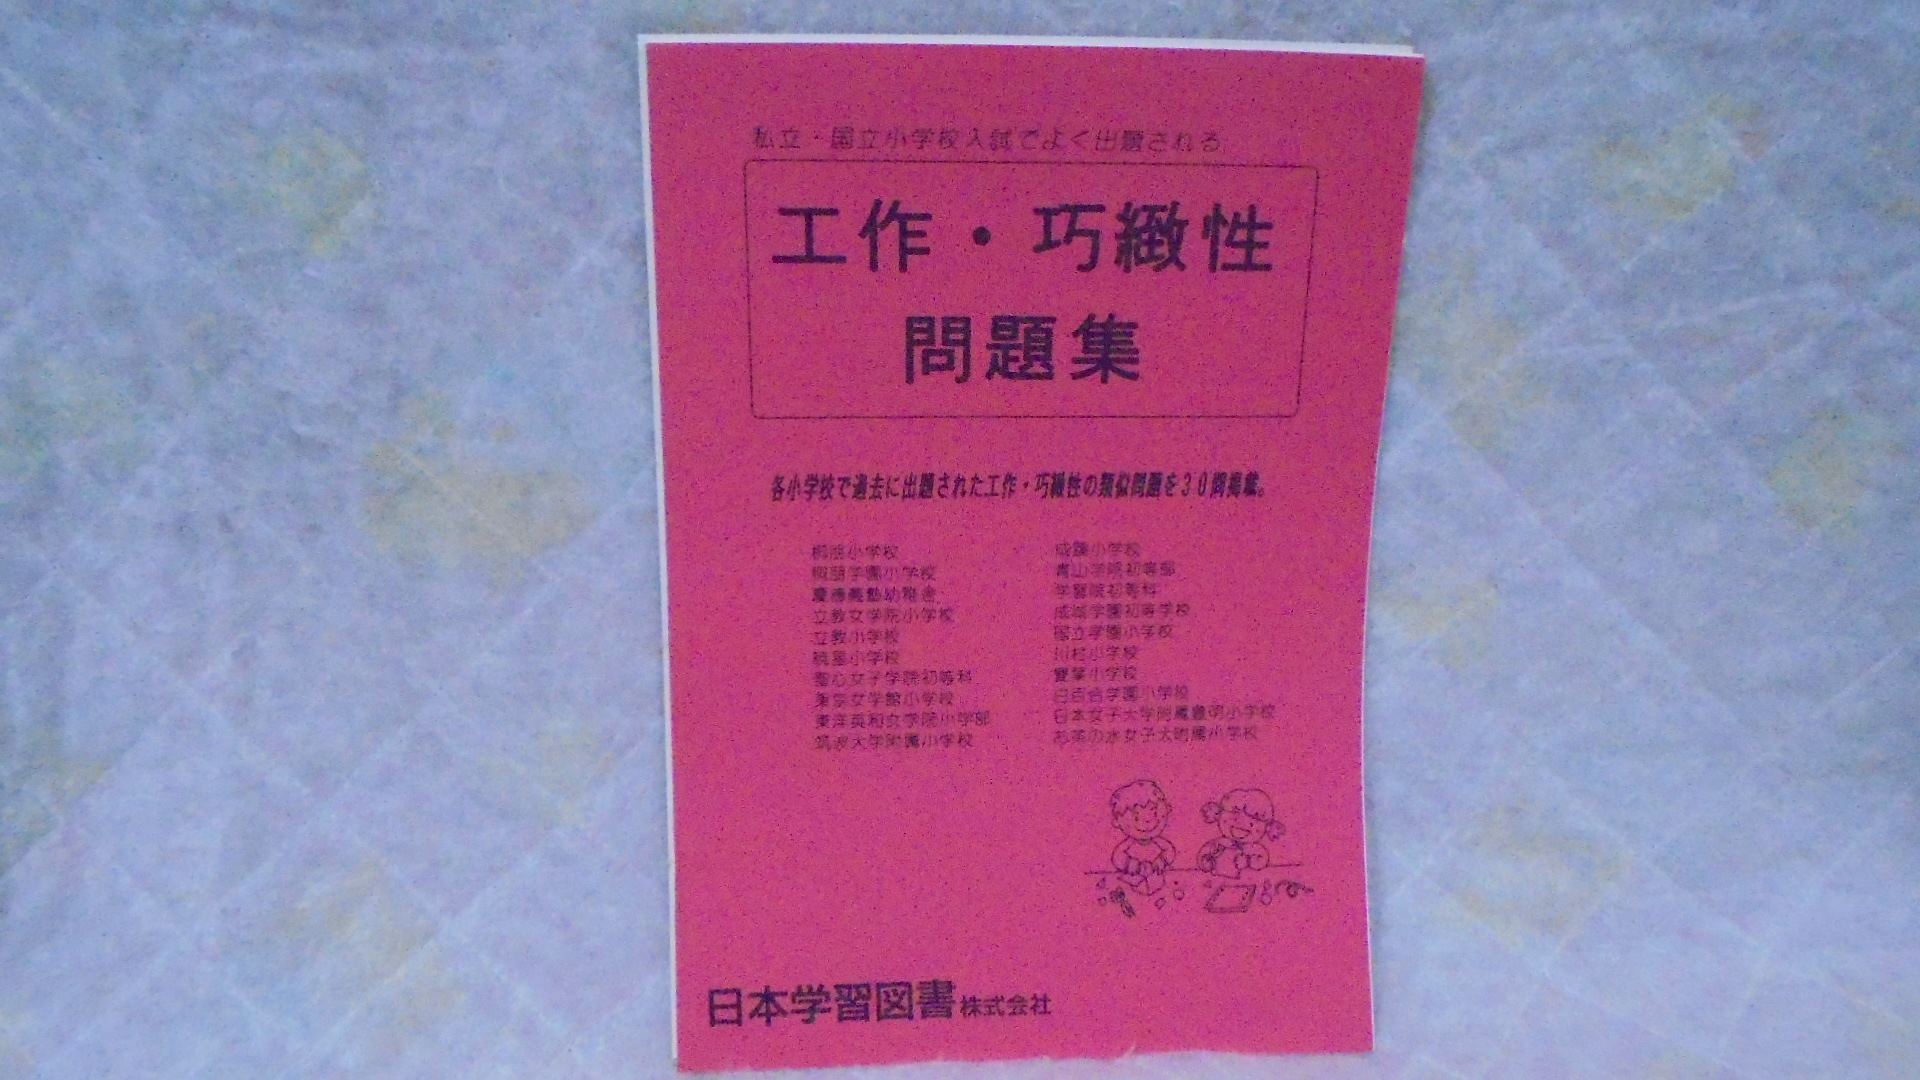 私立・国立小学校入試でよく出題される
工作・巧緻性
問題集
各小学校で過去に出題された工作・巧緻性の類似問題を30問掲載。
桐朋小学校
桐朋学園小学校
慶應義塾幼稚舎
立教女学院小学校
立教小学校
暁星小学校
聖心女子学院初等科
東京女学館小学校
東洋英和女学院小学部
筑波大学附属小学校
成蹊小学校
青山学院初等部
学習院初等科
成城学園初等学校
国立学園小学校
川村小学校
雙葉小学校
白百合学園小学校
日本女子大学附属豊明小学校
お茶の水女子大附属小学校
日本学習図書株式会社